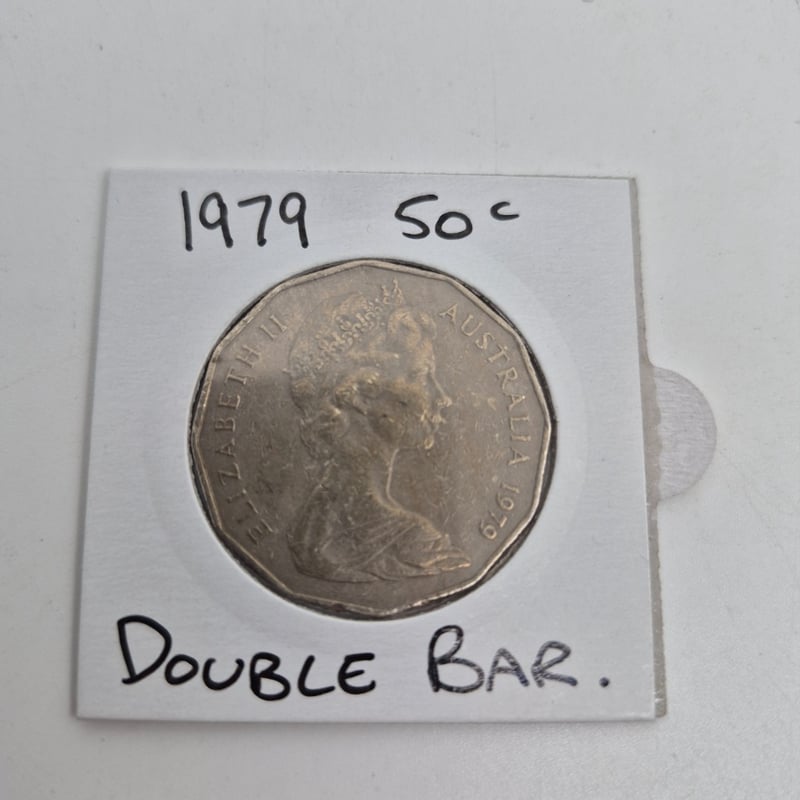 1979 50c
ELIZABETH II
AUSTRALIA 1979
DOUBLE BAR.